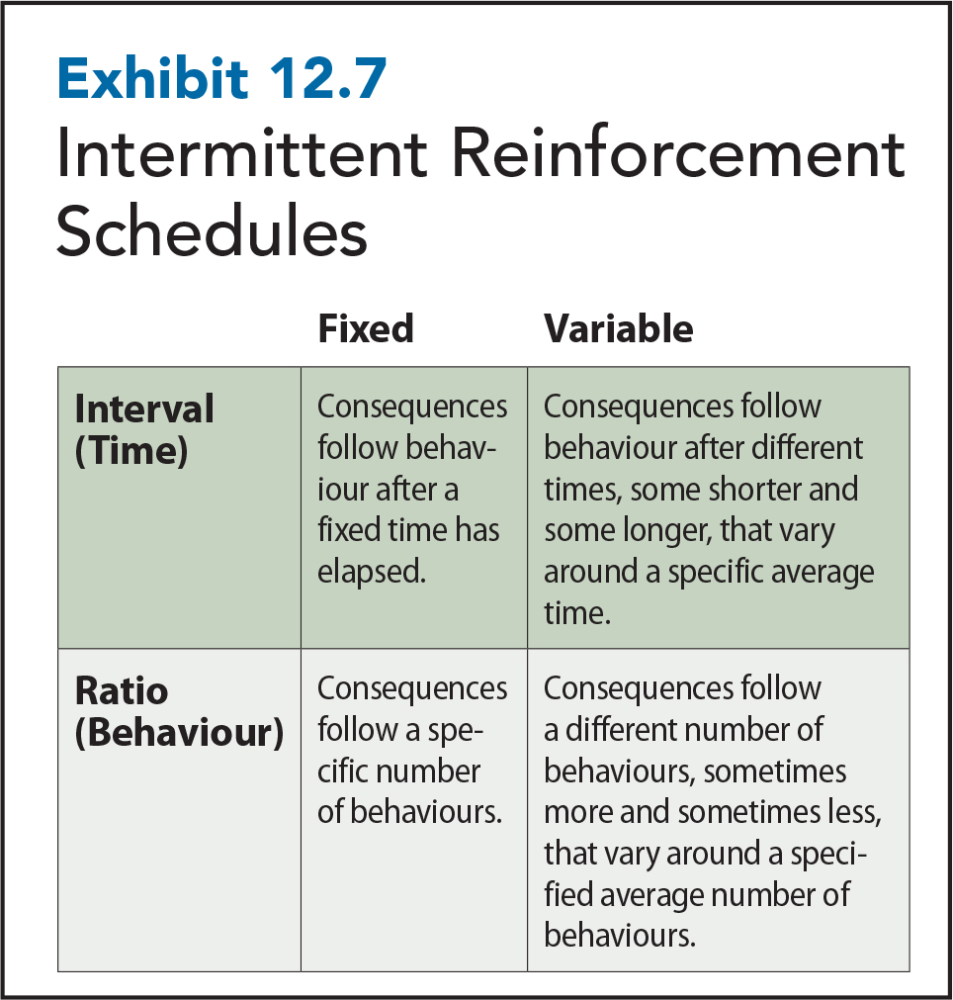 Exhibit 12.7
Intermittent Reinforcement
Schedules
Fixed Variable
Interval
(Time)
Consequences
follow behav-
iour after a
fixed time has
elapsed.
Consequences follow
behaviour after different
times, some shorter and
some longer, that vary
around a specific average
time.
Ratio
(Behaviour)
Consequences
follow a spe-
cific number
of behaviours.
Consequences follow
a different number of
behaviours, sometimes
more and sometimes less,
that vary around a speci-
fied average number of
behaviours.